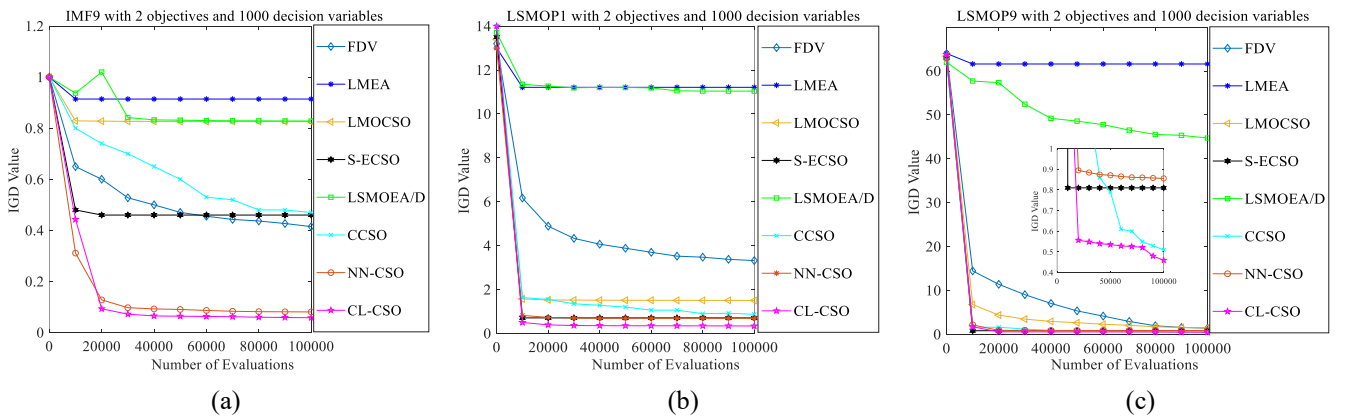 IMF9 with 2 objectives and 1000 decision variables
IGD Value
1.2
1
0.8
0.6
0.4
0.2
0
0
20000
40000
60000
80000
100000
Number of Evaluations
FDV
LMEA
LMOCSO
S-ECSO
LSMOEA/D
CCSO
NN-CSO
CL-CSO
(a)
LSMOP1 with 2 objectives and 1000 decision variables
IGD Value
14
12
10
8
6
4
2
0
0
20000
40000
60000
80000
100000
Number of Evaluations
FDV
LMEA
LMOCSO
S-ECSO
LSMOEA/D
CCSO
NN-CSO
CL-CSO
(b)
LSMOP9 with 2 objectives and 1000 decision variables
IGD Value
60
50
40
30
20
10
0
0
20000
40000
60000
80000
100000
Number of Evaluations
IGD Value
1
0.9
0.8
0.7
0.6
0.5
0.4
0
50000
100000
Number of Evaluations
FDV
LMEA
LMOCSO
S-ECSO
LSMOEA/D
CCSO
NN-CSO
CL-CSO
(c)